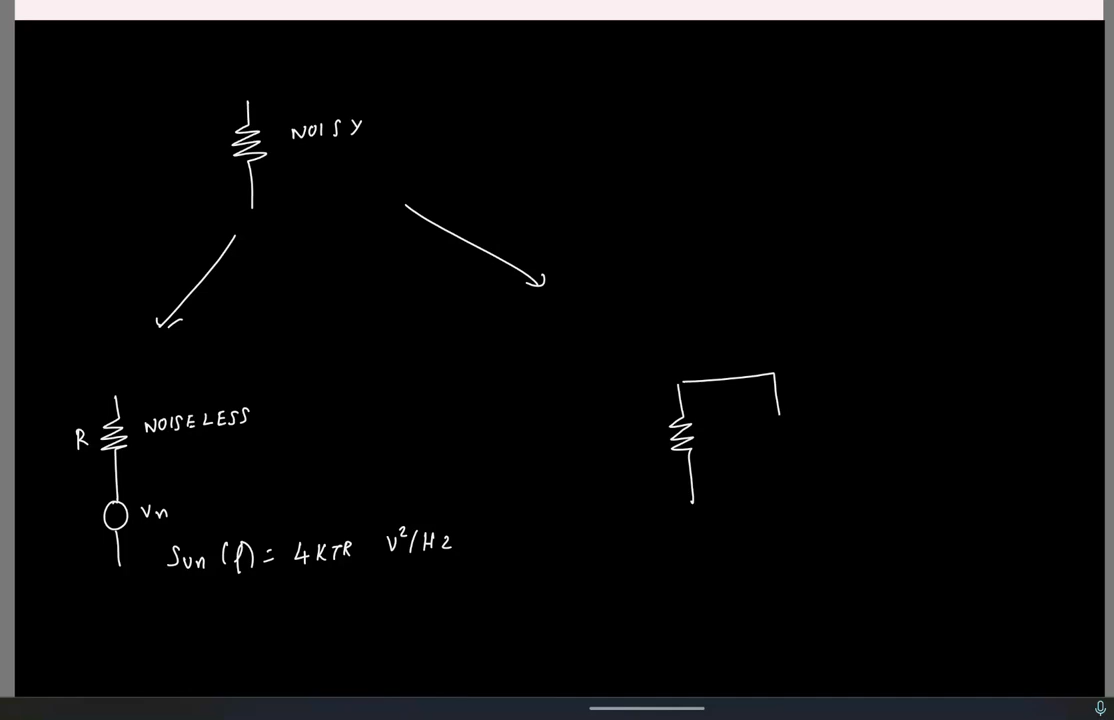 NOISY
R NOISELESS
Vn
Svn (f) = 4KTR V²/Hz